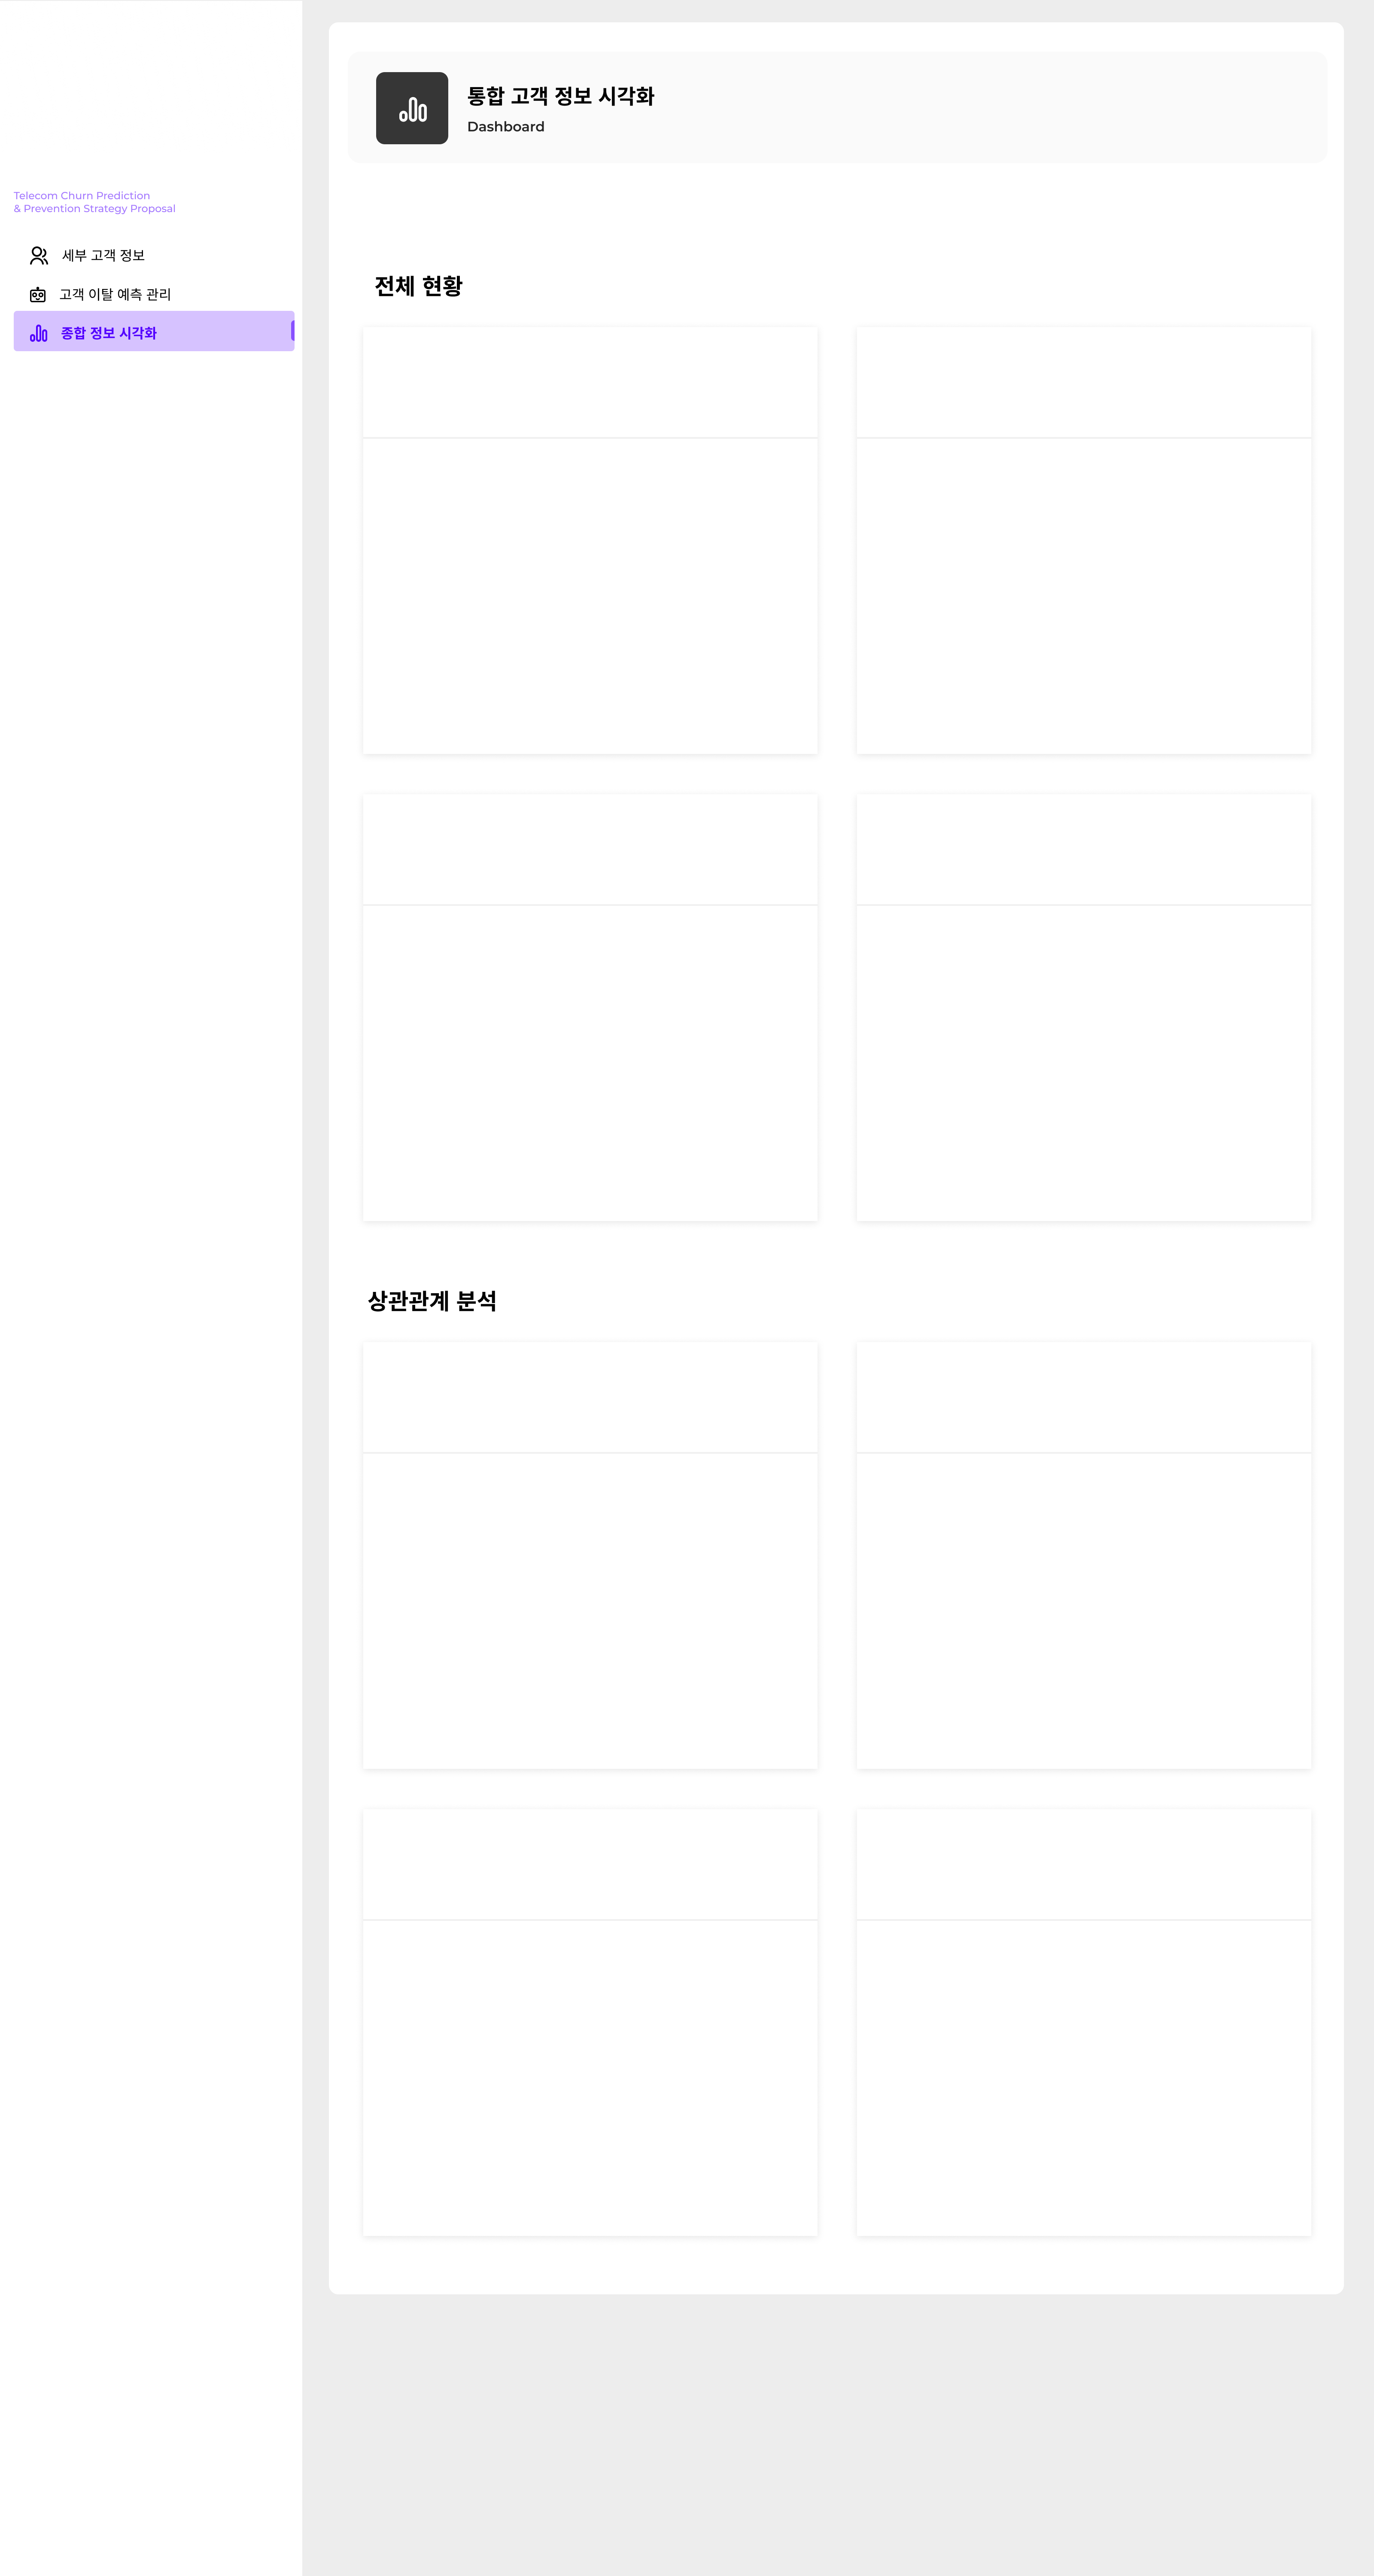 Telecom Churn Prediction
& Prevention Strategy Proposal
세부 고객 정보
고객 이탈 예측 관리
종합 정보 시각화
통합 고객 정보 시각화
Dashboard
전체 현황
상관관계 분석